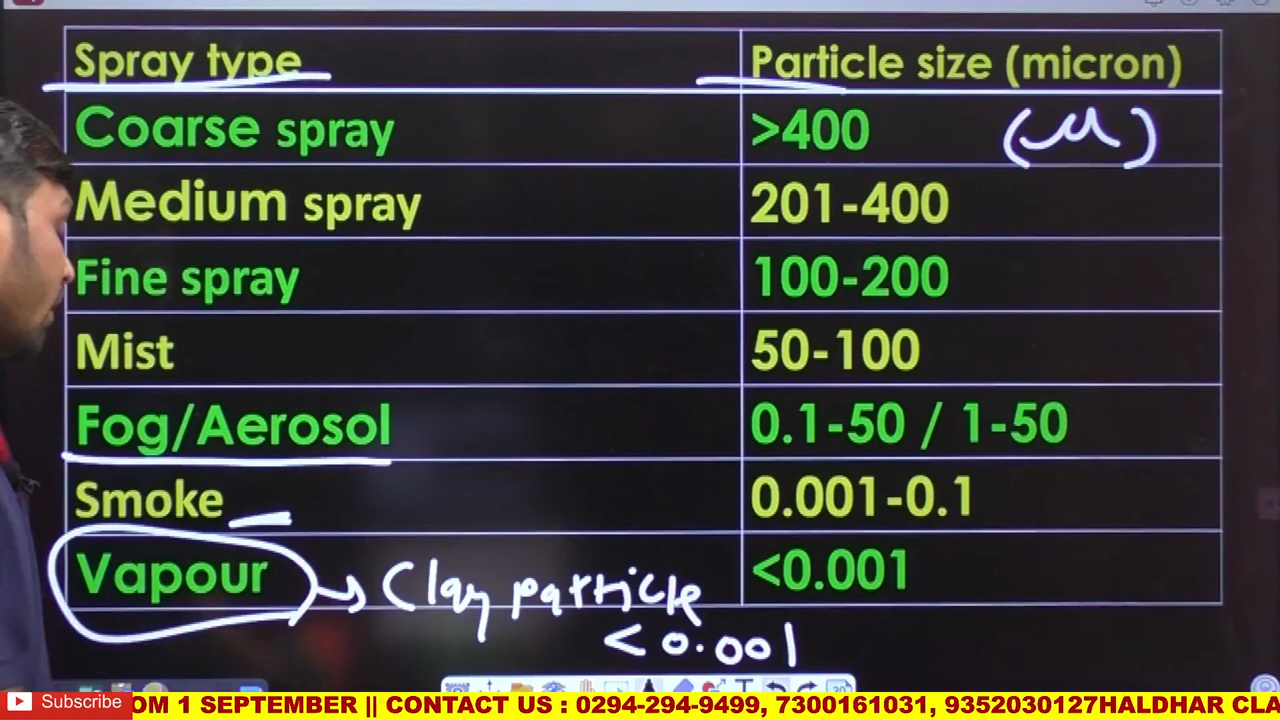 Spray type Particle size (micron)
Coarse spray >400 (μ)
Medium spray 201-400
Fine spray 100-200
Mist 50-100
Fog/Aerosol 0.1-50 / 1-50
Smoke 0.001-0.1
Vapour → Clay particle <0.001
< 0.001
Subscribe OM 1 SEPTEMBER || CONTACT US : 0294-294-9499, 7300161031, 9352030127HALDHAR CLA